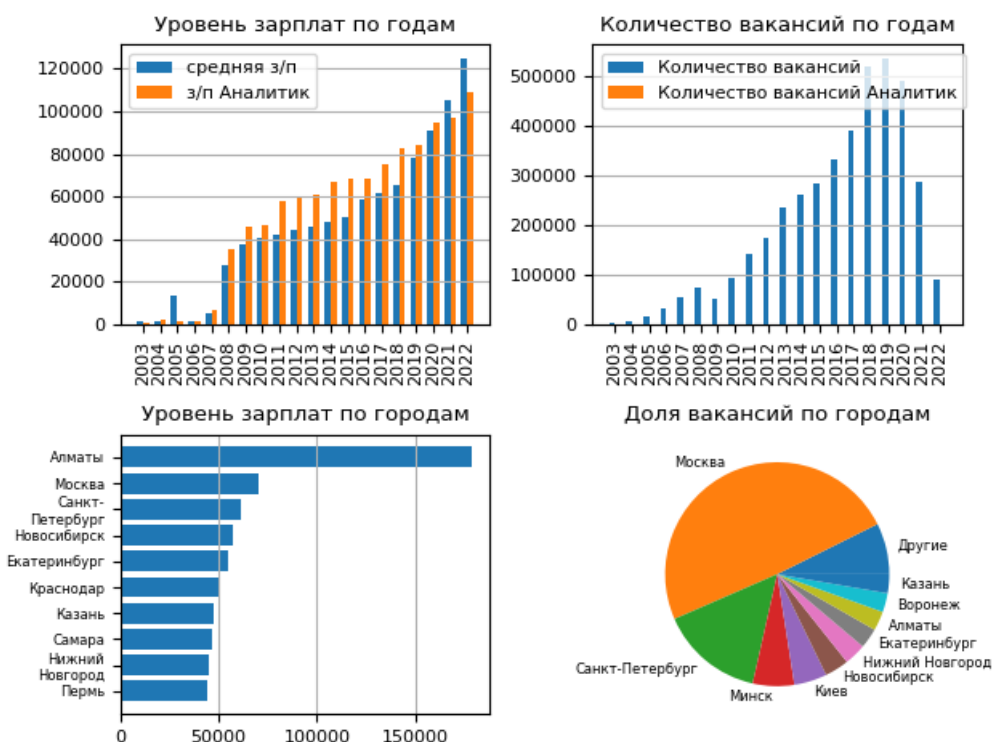 Уровень зарплат по годам
средняя з/п
з/п Аналитик
120000
100000
80000
60000
40000
20000
0
2003
2004
2005
2006
2007
2008
2009
2010
2011
2012
2013
2014
2015
2016
2017
2018
2019
2020
2021
2022
Количество вакансий по годам
Количество вакансий
Количество вакансий Аналитик
500000
400000
300000
200000
100000
0
2003
2004
2005
2006
2007
2008
2009
2010
2011
2012
2013
2014
2015
2016
2017
2018
2019
2020
2021
2022
Уровень зарплат по городам
Алматы
Москва
Санкт-
Петербург
Новосибирск
Екатеринбург
Краснодар
Казань
Самара
Нижний
Новгород
Пермь
0
50000
100000
150000
Доля вакансий по городам
Москва
Другие
Казань
Воронеж
Алматы
Екатеринбург
Нижний Новгород
Новосибирск
Киев
Минск
Санкт-Петербург